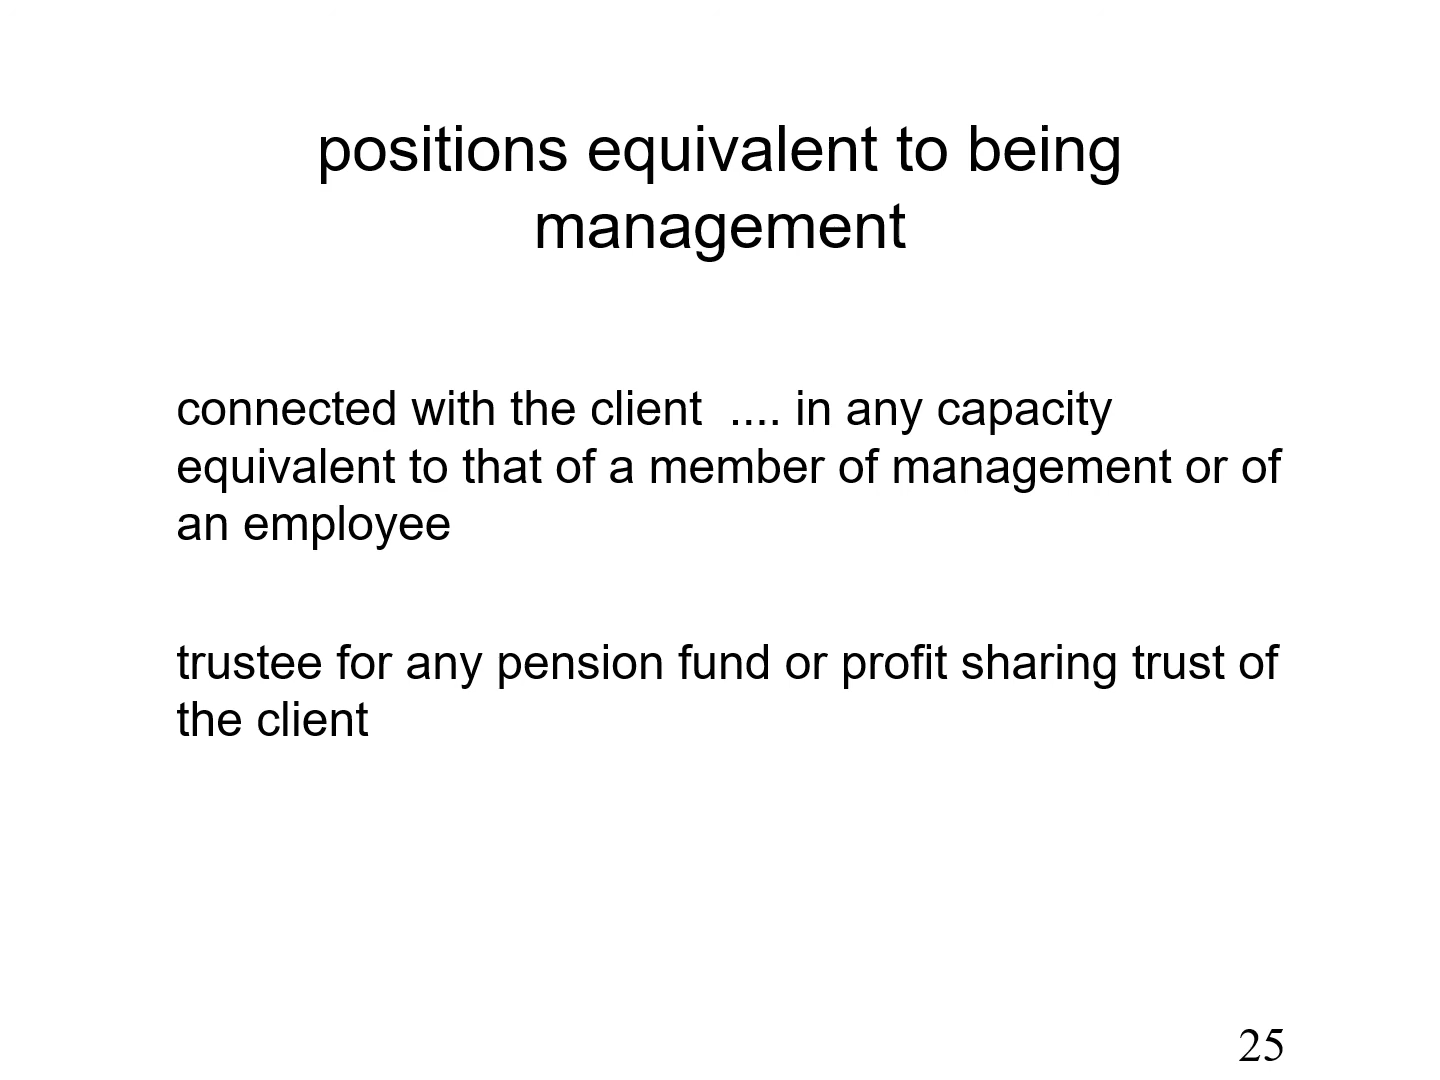 positions equivalent to being
management
connected with the client  .... in any capacity
equivalent to that of a member of management or of
an employee
trustee for any pension fund or profit sharing trust of
the client
25